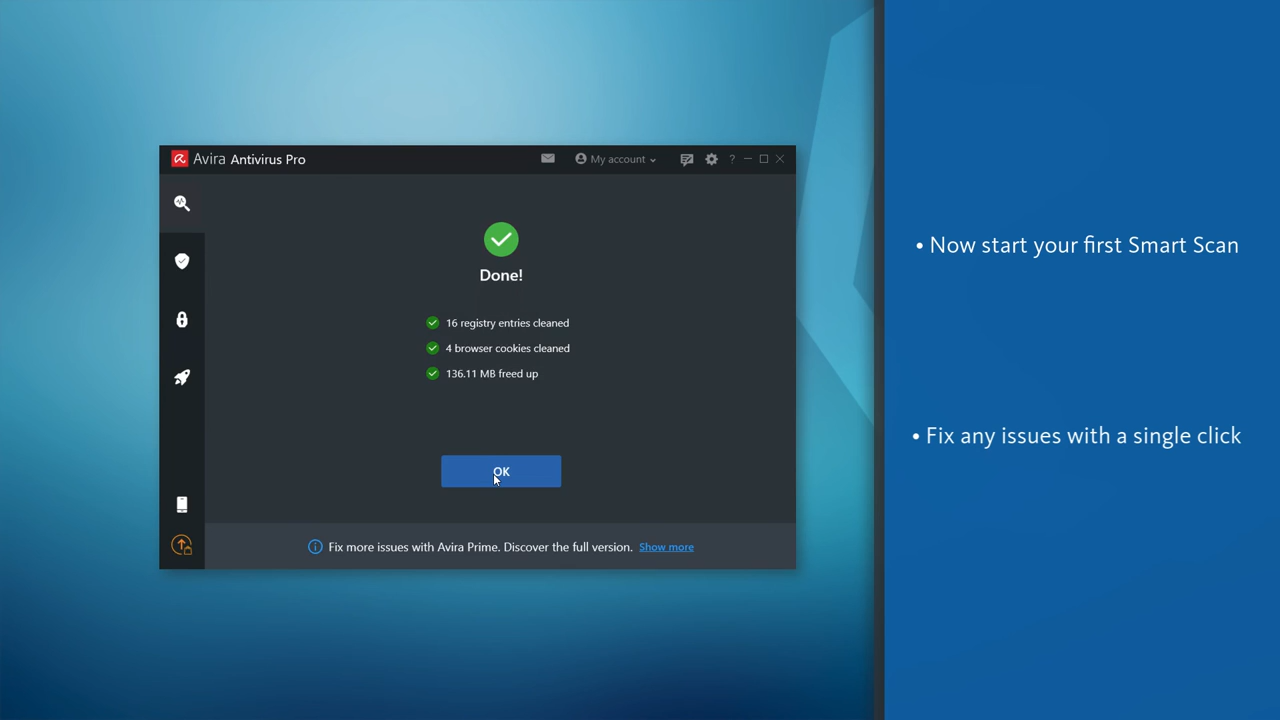 Avira Antivirus Pro
My account
?
Done!
16 registry entries cleaned
4 browser cookies cleaned
136.11 MB freed up
OK
Fix more issues with Avira Prime. Discover the full version. Show more
• Now start your first Smart Scan
• Fix any issues with a single click